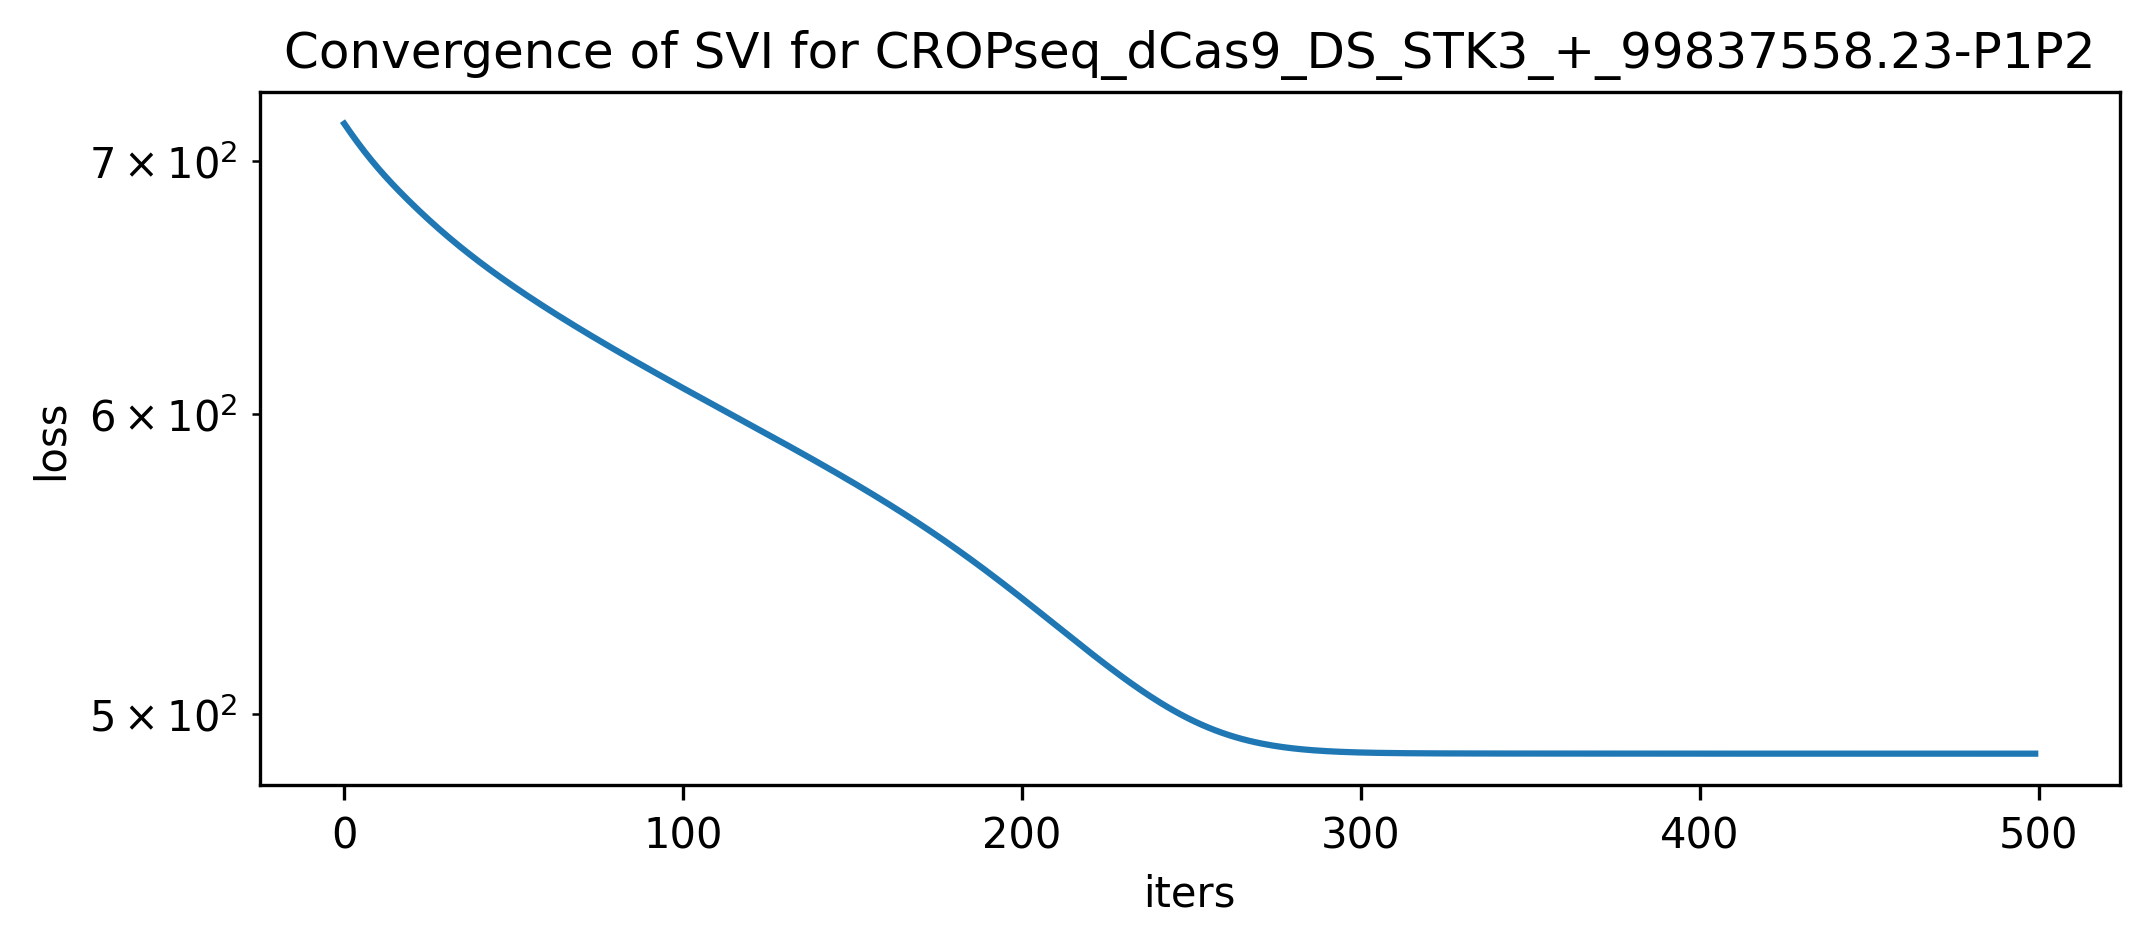 Convergence of SVI for CROPseq_dCas9_DS_STK3_+_99837558.23-P1P2
7 × 10²
6 × 10²
5 × 10²
loss
0 100 200 300 400 500
iters